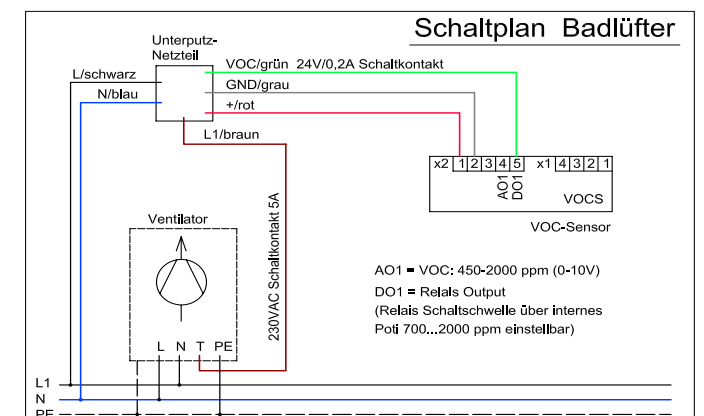 Schaltplan Badlüfter
Unterputz-
Netzteil
VOC/grün 24V/0,2A Schaltkontakt
L/schwarz
GND/grau
N/blau
+/rot
L1/braun
x2 1 2 3 4 5 x1 4 3 2 1
AO1
DO1
VOCS
VOC-Sensor
230VAC Schaltkontakt 5A
Ventilator
AO1 = VOC: 450-2000 ppm (0-10V)
DO1 = Relals Output
(Relais Schaltschwelle über internes
Poti 700...2000 ppm einstellbar)
L N T PE
L1
N
PE